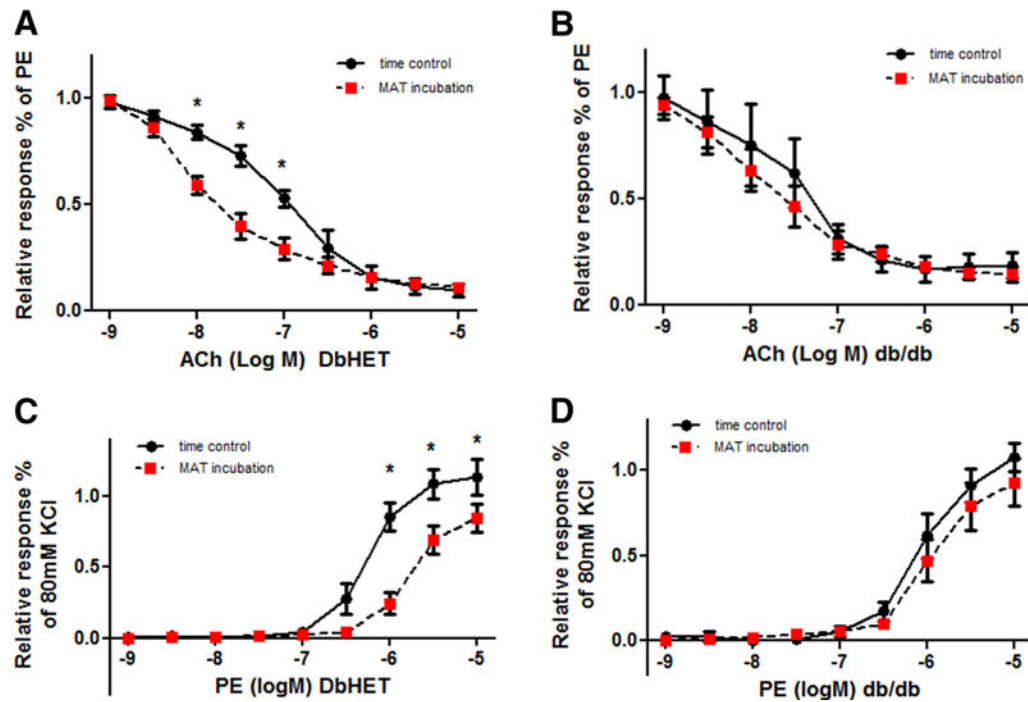 A
time control
MAT incubation
Relative response % of PE
1.0
0.5
0.0
*
*
*
-9
-8
-7
-6
-5
ACh (Log M) DbHET
B
time control
MAT incubation
Relative response % of PE
1.0
0.5
0.0
-9
-8
-7
-6
-5
ACh (Log M) db/db
C
time control
MAT incubation
Relative response %
of 80mM KCl
1.0
0.5
0.0
*
*
*
-9
-8
-7
-6
-5
PE (logM) DbHET
D
time control
MAT incubation
Relative response %
of 80mM KCl
1.0
0.5
0.0
-9
-8
-7
-6
-5
PE (logM) db/db